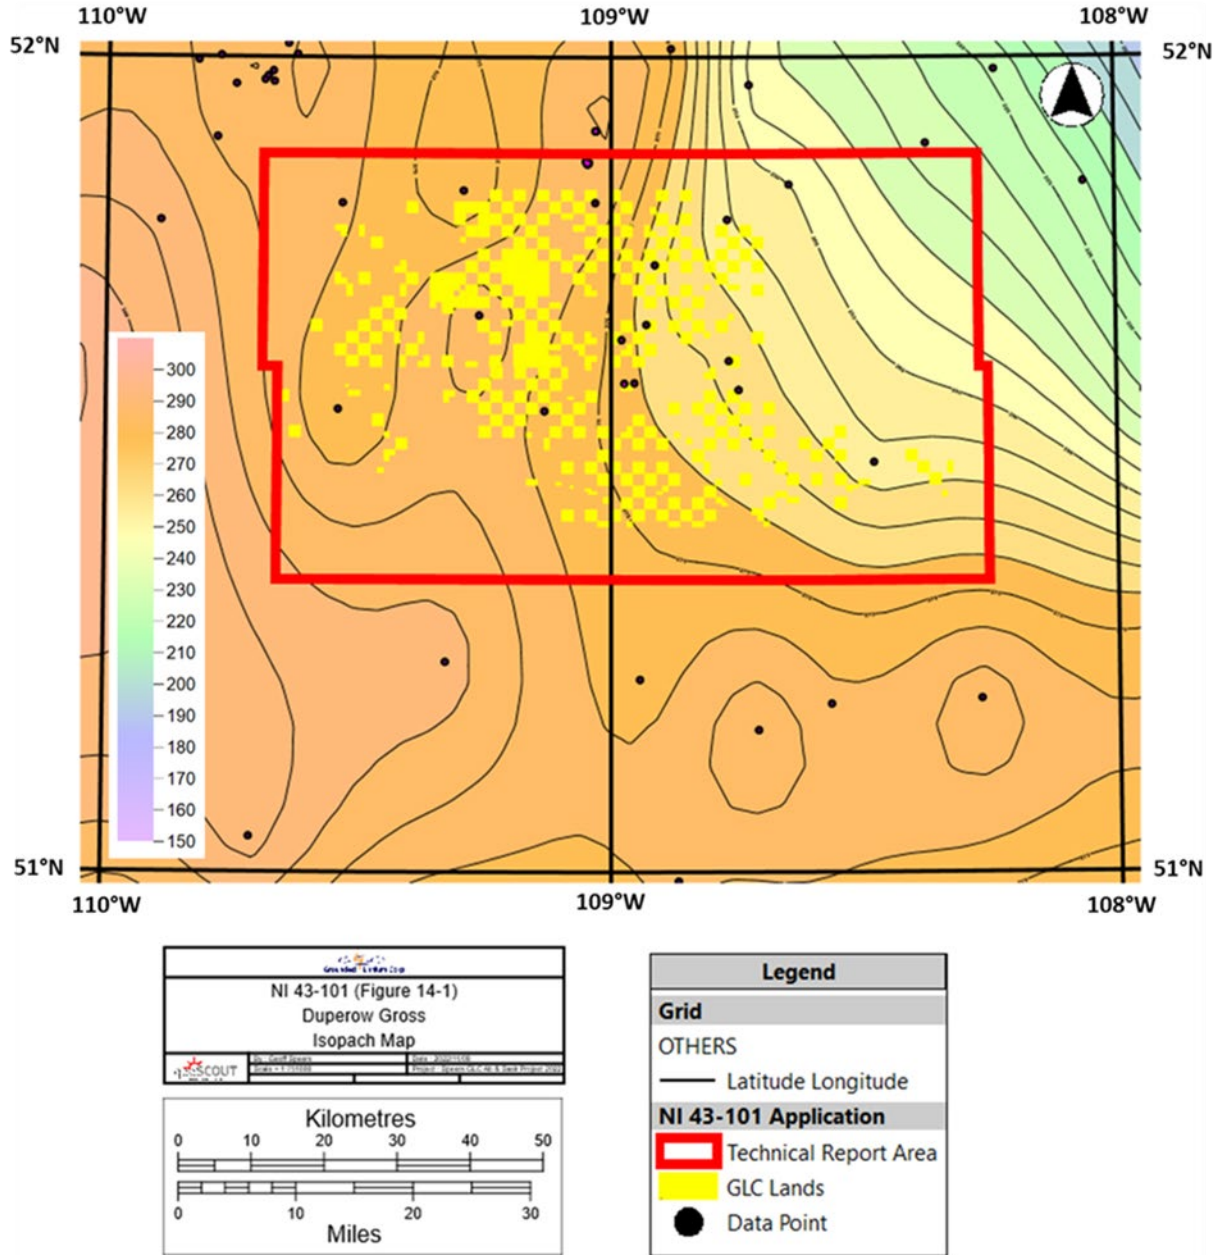 110°W 109°W 108°W
52°N 52°N
300
290
280
270
260
250
240
230
220
210
200
190
180
170
160
150
51°N 51°N
110°W 109°W 108°W
NI 43-101 (Figure 14-1)
Duperow Gross
Isopach Map
SCOUT
Kilometres
0 10 20 30 40 50
0 10 20 30
Miles
Legend
Grid
OTHERS
Latitude Longitude
NI 43-101 Application
Technical Report Area
GLC Lands
Data Point